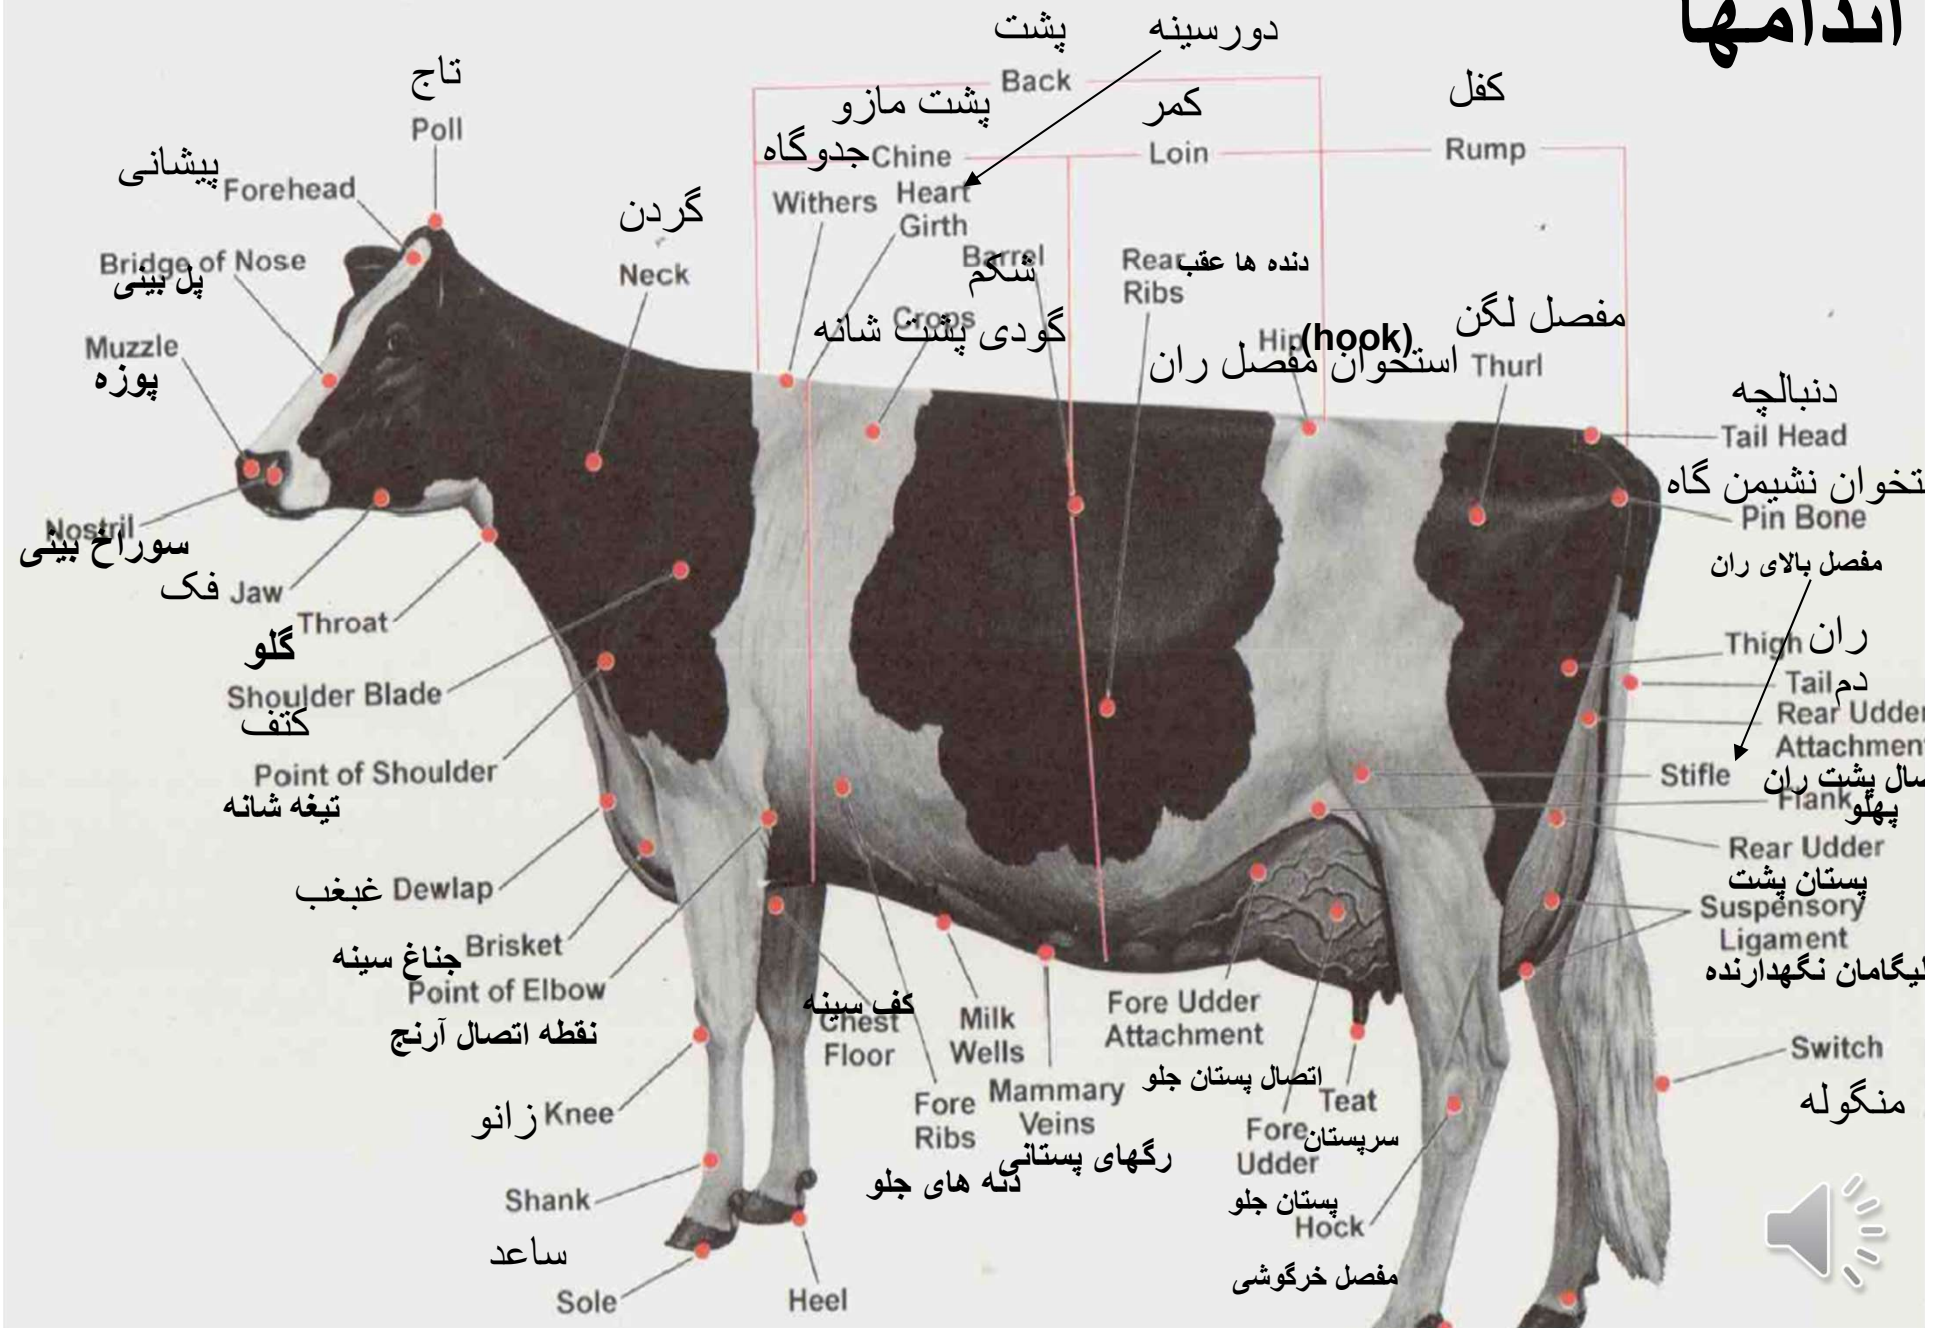 اندامها
پشت
دورسینه
Back
تاج
Poll
پشت مازو
کمر
کفل
جدوگاه
Chine
Loin
Rump
پیشانی
Forehead
Withers
Heart
Girth
گردن
Neck
Bridge of Nose
پل بینی
Barrel
شکم
Rear
Ribs
دنده ها عقب
Crops
گودی پشت شانه
مفصل لگن
Hip
(hook)
استخوان مفصل ران
Thurl
Muzzle
پوزه
دنبالچه
Tail Head
تخوان نشیمن گاه
Pin Bone
Nostril
سوراخ بینی
مفصل بالای ران
فک
Jaw
Throat
گلو
ران
Thigh
Tail
دم
Shoulder Blade
کتف
Rear Udder
Attachment
صال پشت ران
Point of Shoulder
تیغه شانه
Stifle
Flank
پهلو
Rear Udder
پستان پشت
غبغب
Dewlap
Suspensory
Ligament
لیگامان نگهدارنده
Brisket
جناغ سینه
Point of Elbow
نقطه اتصال آرنج
کف سینه
Chest
Floor
Milk
Wells
Fore Udder
Attachment
اتصال پستان جلو
Switch
منگوله
زانو
Knee
Fore
Ribs
دنه های جلو
Mammary
Veins
رگهای پستانی
Teat
سرپستان
Fore
Udder
پستان جلو
Shank
ساعد
Hock
مفصل خرگوشی
Sole
Heel